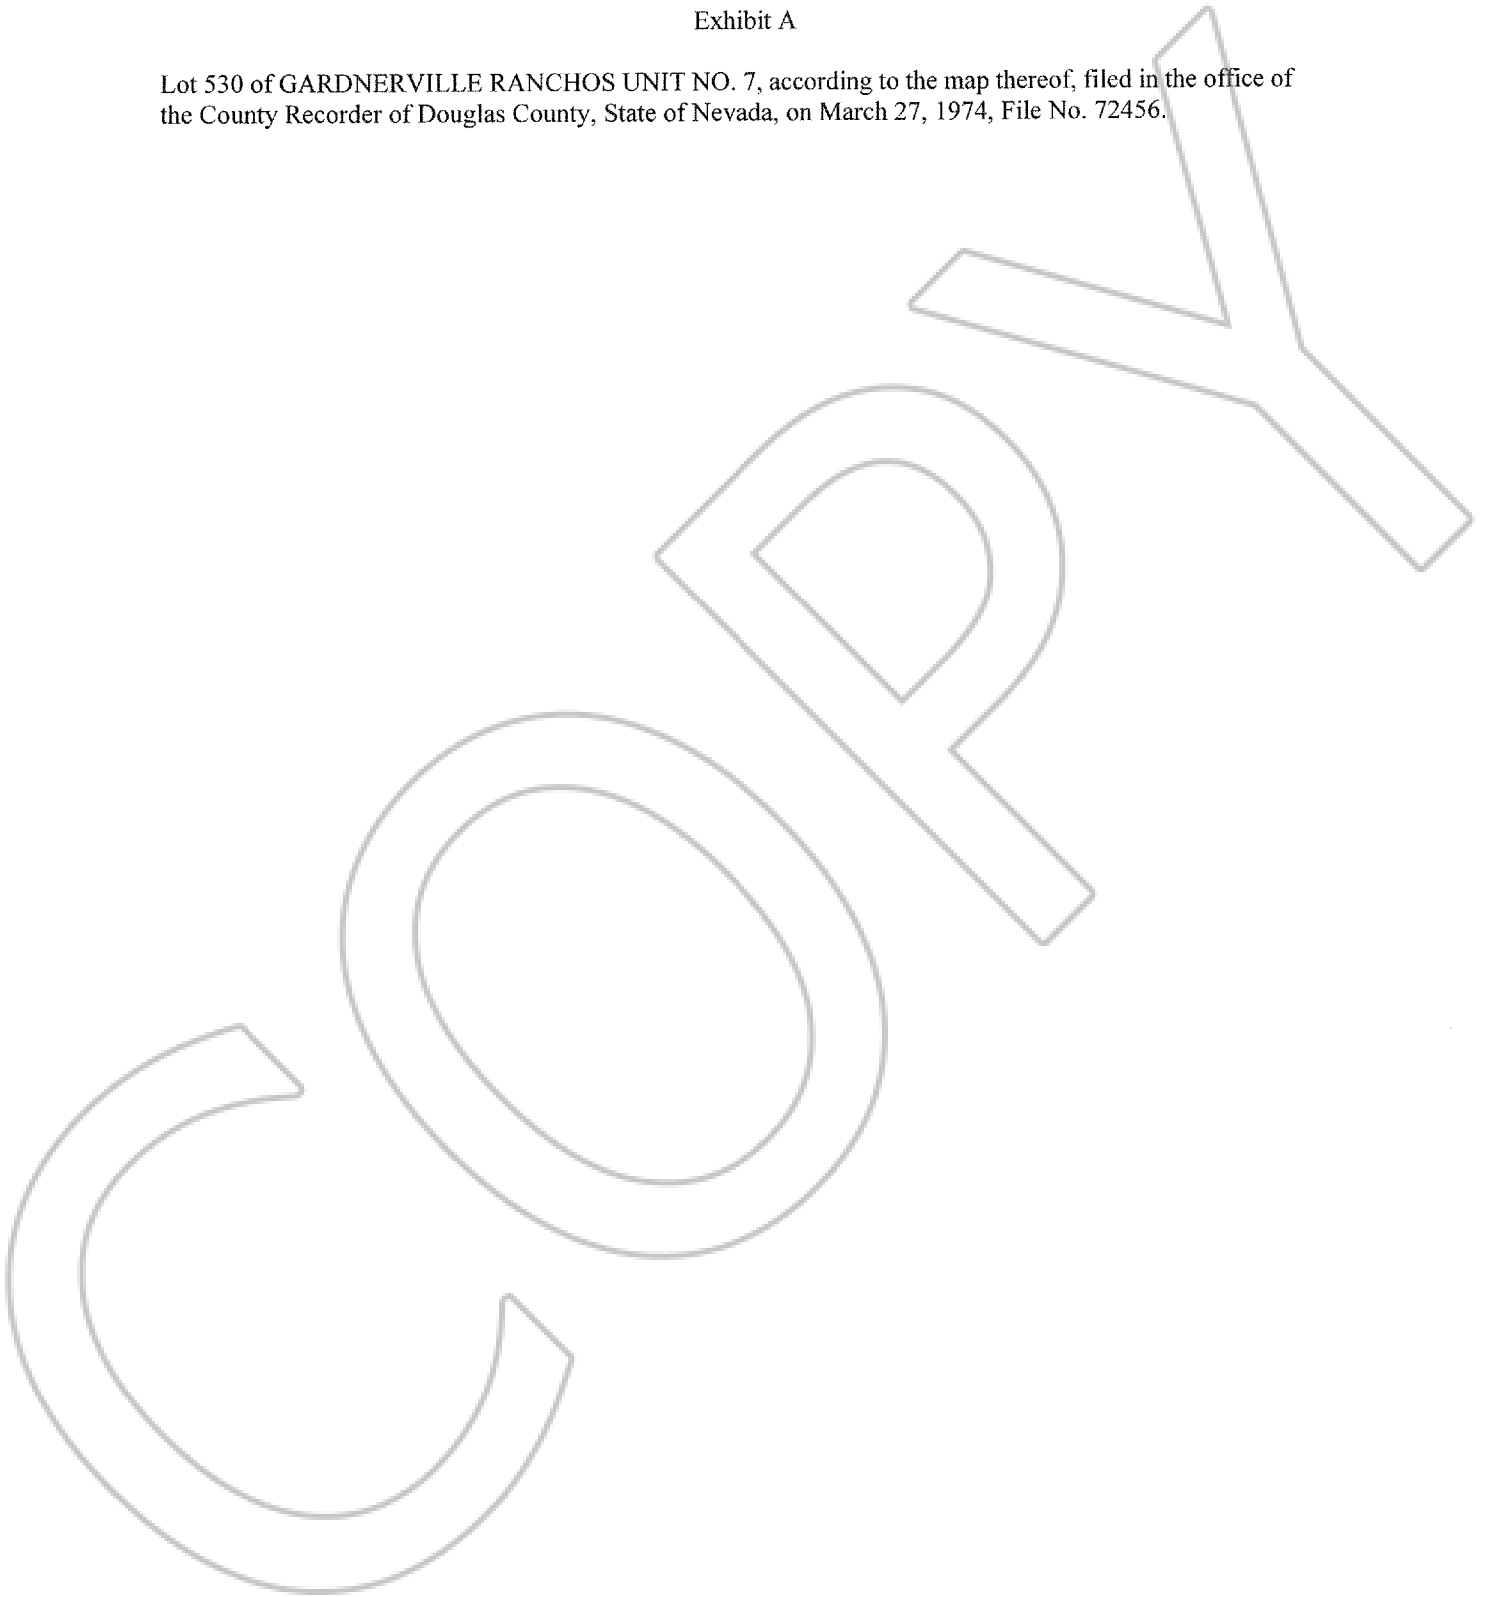 Exhibit A
Lot 530 of GARDNERVILLE RANCHOS UNIT NO. 7, according to the map thereof, filed in the office of
the County Recorder of Douglas County, State of Nevada, on March 27, 1974, File No. 72456.
COPY